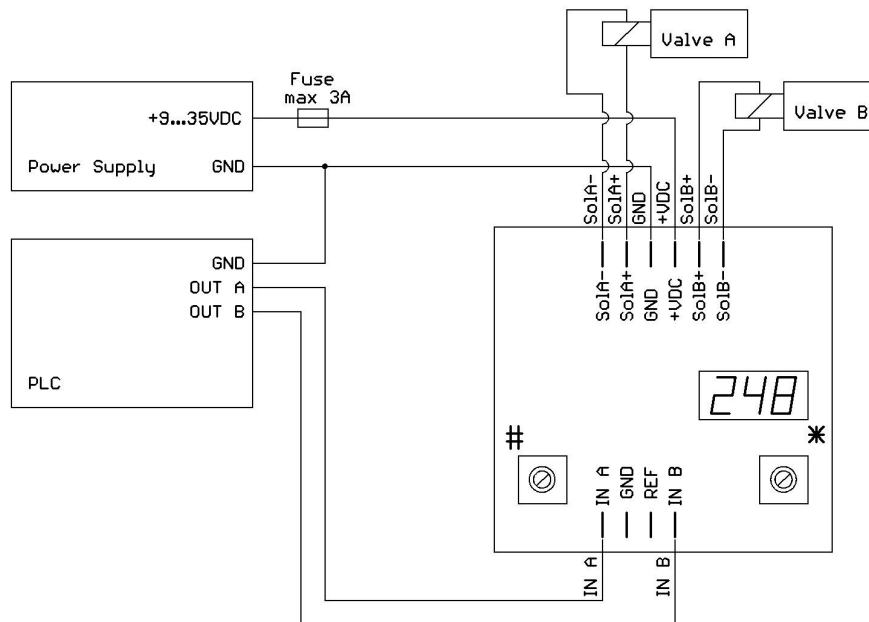 Valve A
Fuse
max 3A
Valve B
+9...35VDC
Power Supply
GND
SolA-
SolA+
GND
+VDC
SolB+
SolB-
GND
OUT A
OUT B
PLC
SolA-
SolA+
GND
+VDC
SolB+
SolB-
248
#
*
IN A
GND
REF
IN B
IN A
IN B